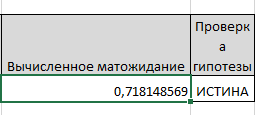 Вычисленное матожидание
Проверк
а
гипотезы
0,718148569
ИСТИНА